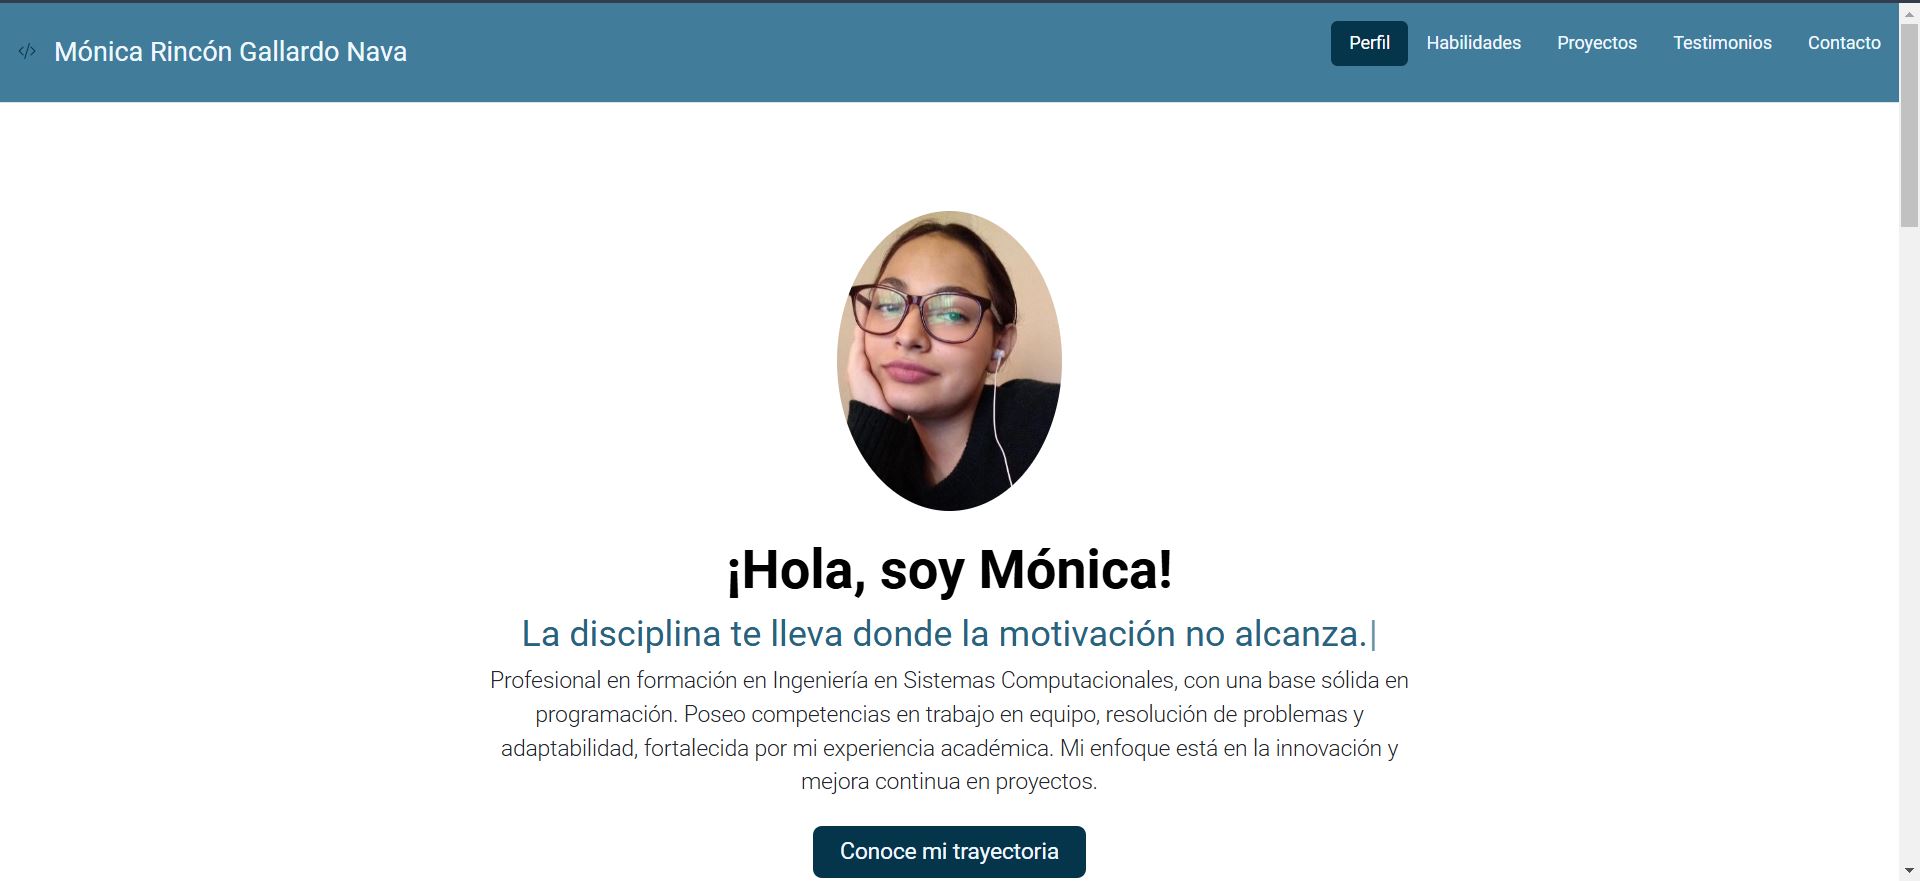 </> Mónica Rincón Gallardo Nava
Perfil Habilidades Proyectos Testimonios Contacto
¡Hola, soy Mónica!
La disciplina te lleva donde la motivación no alcanza.|
Profesional en formación en Ingeniería en Sistemas Computacionales, con una base sólida en
programación. Poseo competencias en trabajo en equipo, resolución de problemas y
adaptabilidad, fortalecida por mi experiencia académica. Mi enfoque está en la innovación y
mejora continua en proyectos.
Conoce mi trayectoria